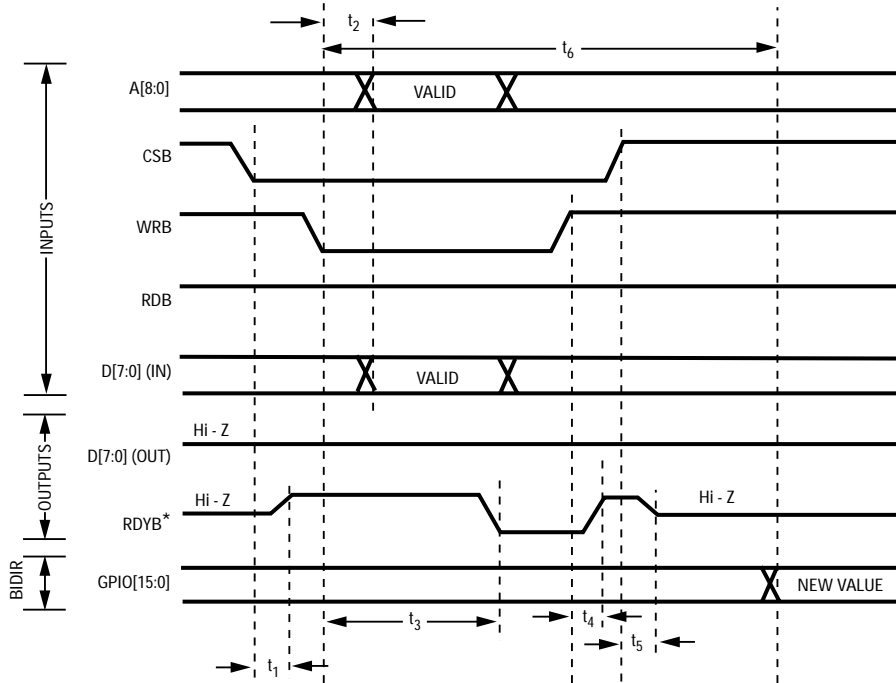 t2
t6
A[8:0]
VALID
CSB
WRB
INPUTS
RDB
D[7:0] (IN)
VALID
Hi - Z
D[7:0] (OUT)
OUTPUTS
Hi - Z
Hi - Z
RDYB*
BIDIR
GPIO[15:0]
NEW VALUE
t3
t4
t1
t5